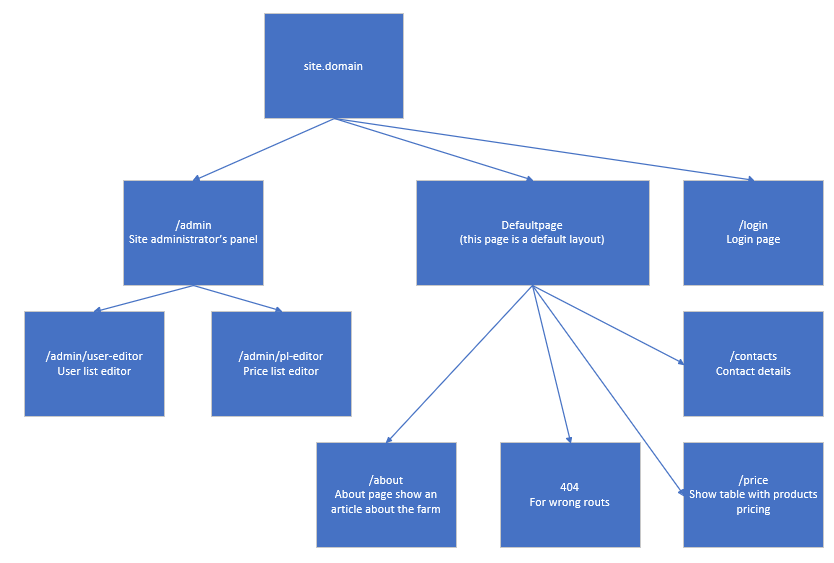 site.domain
/admin
Site administrator's panel
Defaultpage
(this page is a default layout)
/login
Login page
/admin/user-editor
User list editor
/admin/pl-editor
Price list editor
/contacts
Contact details
/about
About page show an
article about the farm
404
For wrong routs
/price
Show table with products
pricing